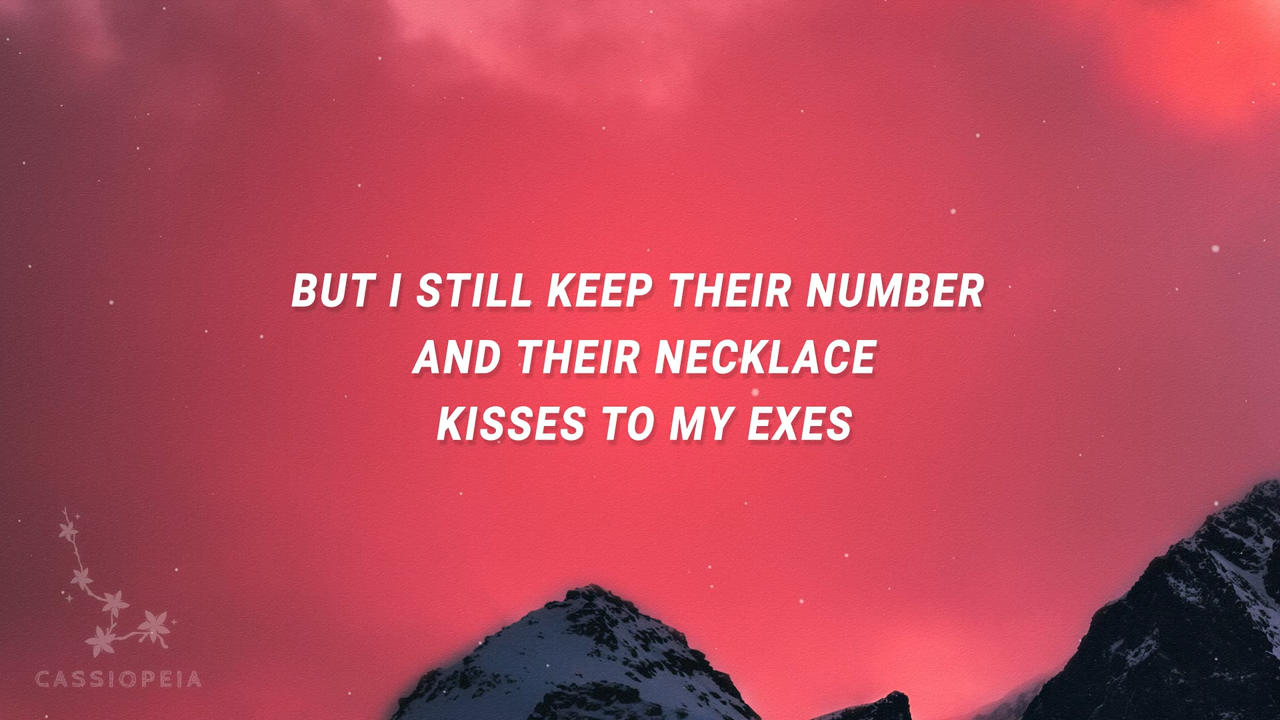 BUT I STILL KEEP THEIR NUMBER
AND THEIR NECKLACE
KISSES TO MY EXES
CASSIOPEIA